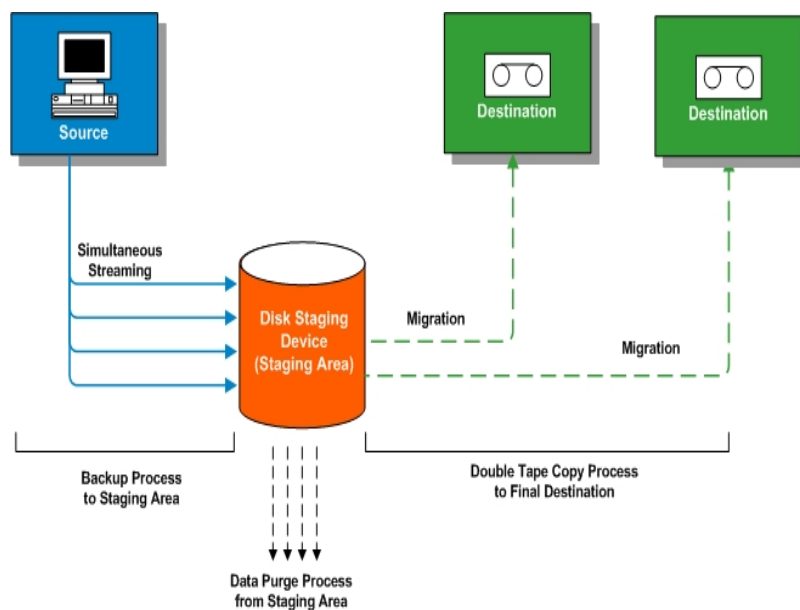 Source
Destination
Destination
Simultaneous
Streaming
Disk Staging
Device
(Staging Area)
Migration
Migration
Backup Process
to Staging Area
Double Tape Copy Process
to Final Destination
Data Purge Process
from Staging Area